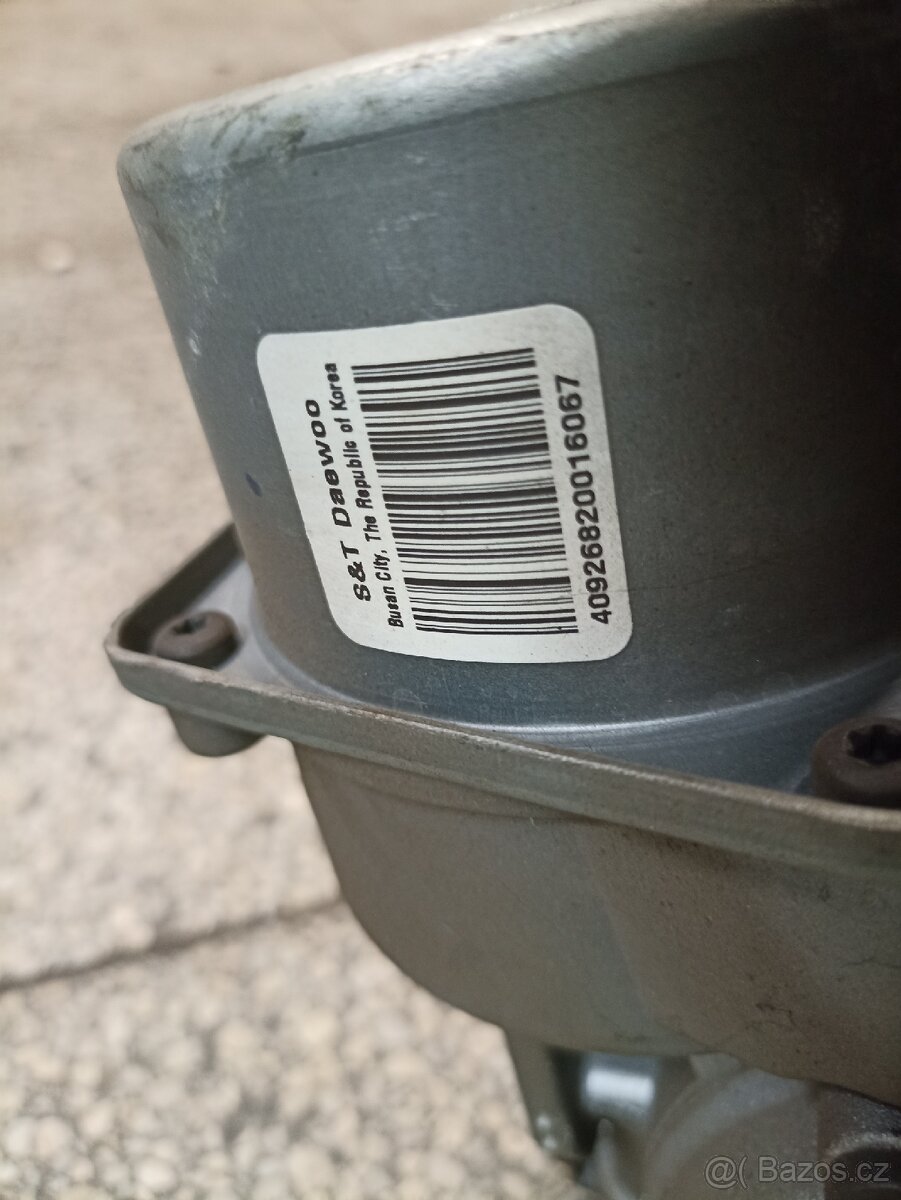 S&T Daewoo
Busan City, The Republic of Korea
40926820016067
@( Bazos.cz